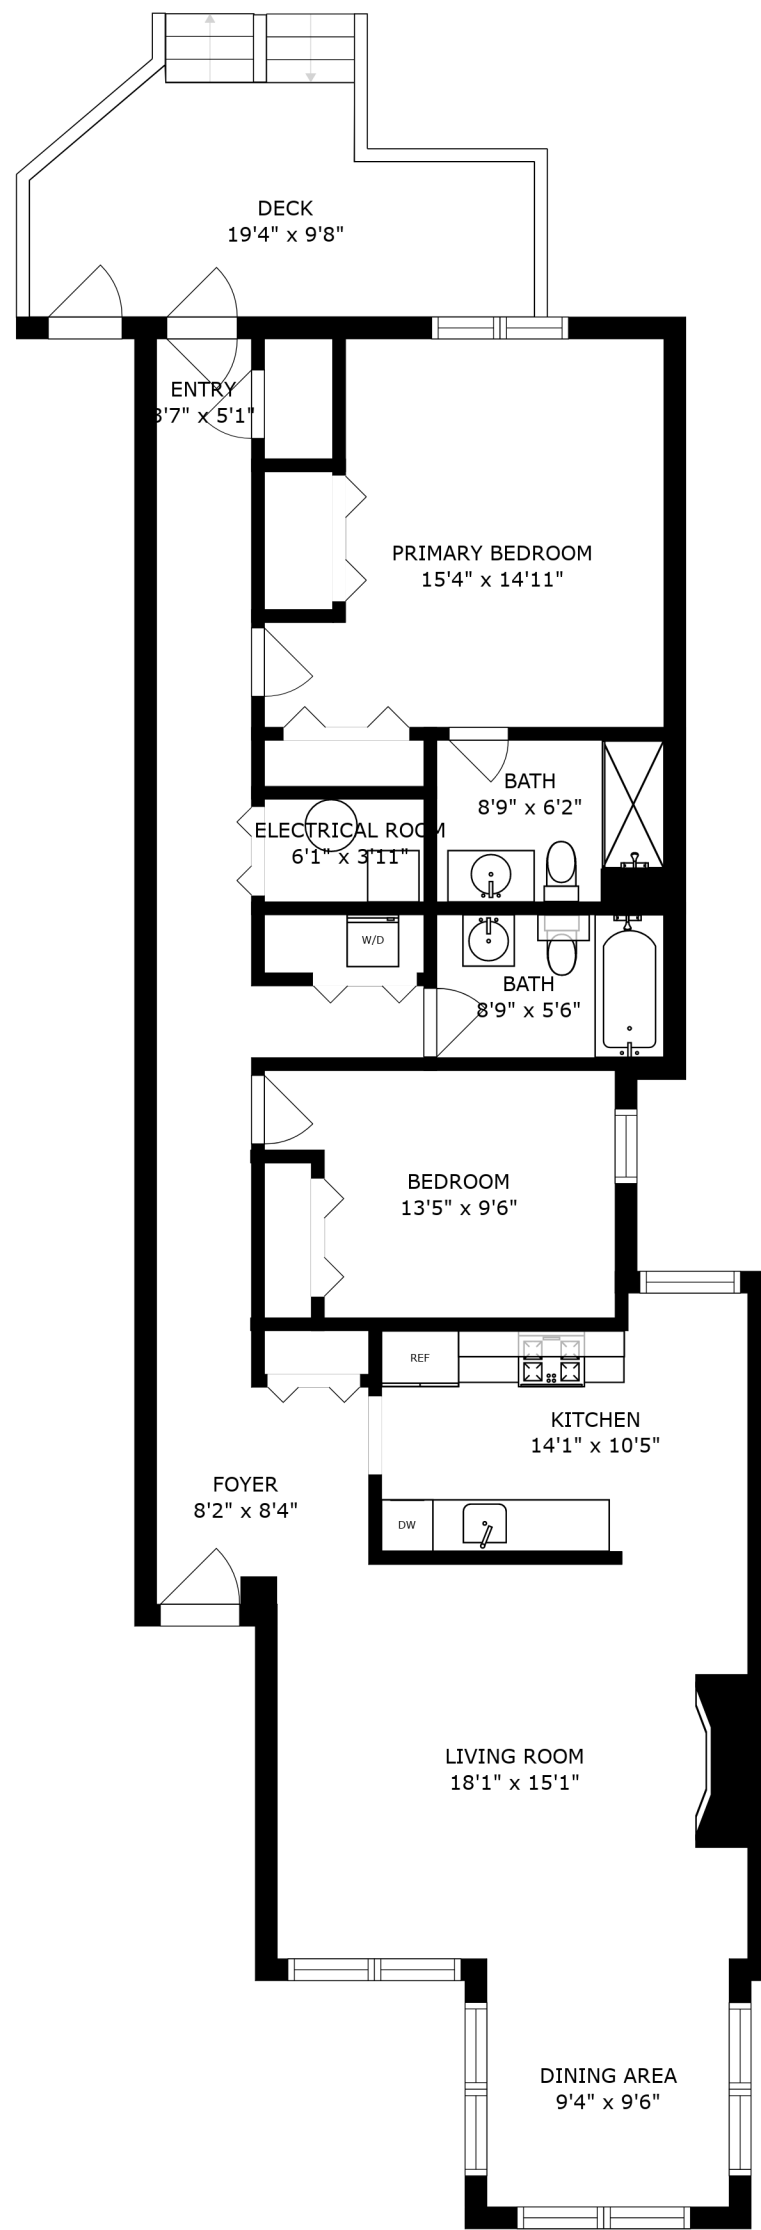 DECK
19'4" x 9'8"
ENTRY
3'7" x 5'1"
PRIMARY BEDROOM
15'4" x 14'11"
BATH
8'9" x 6'2"
ELECTRICAL ROOM
6'1" x 3'11"
W/D
BATH
8'9" x 5'6"
BEDROOM
13'5" x 9'6"
REF
KITCHEN
14'1" x 10'5"
FOYER
8'2" x 8'4"
DW
LIVING ROOM
18'1" x 15'1"
DINING AREA
9'4" x 9'6"